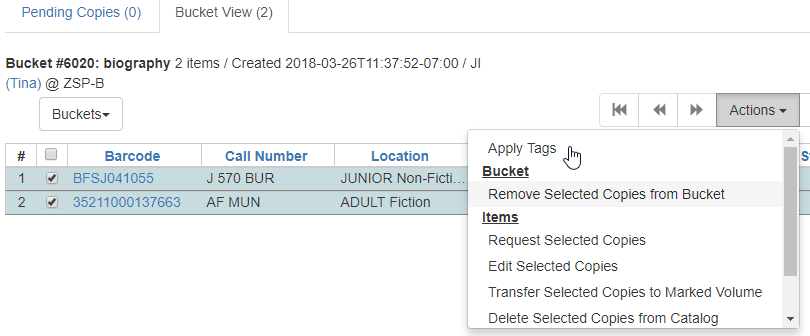 Pending Copies (0) Bucket View (2)
Bucket #6020: biography 2 items / Created 2018-03-26T11:37:52-07:00 / JI
(Tina) @ ZSP-B
Buckets Actions
# Barcode Call Number Location
1 BFSJ041055 J 570 BUR JUNIOR Non-Ficti...
2 35211000137663 AF MUN ADULT Fiction
Apply Tags
Bucket
Remove Selected Copies from Bucket
Items
Request Selected Copies
Edit Selected Copies
Transfer Selected Copies to Marked Volume
Delete Selected Copies from Catalog